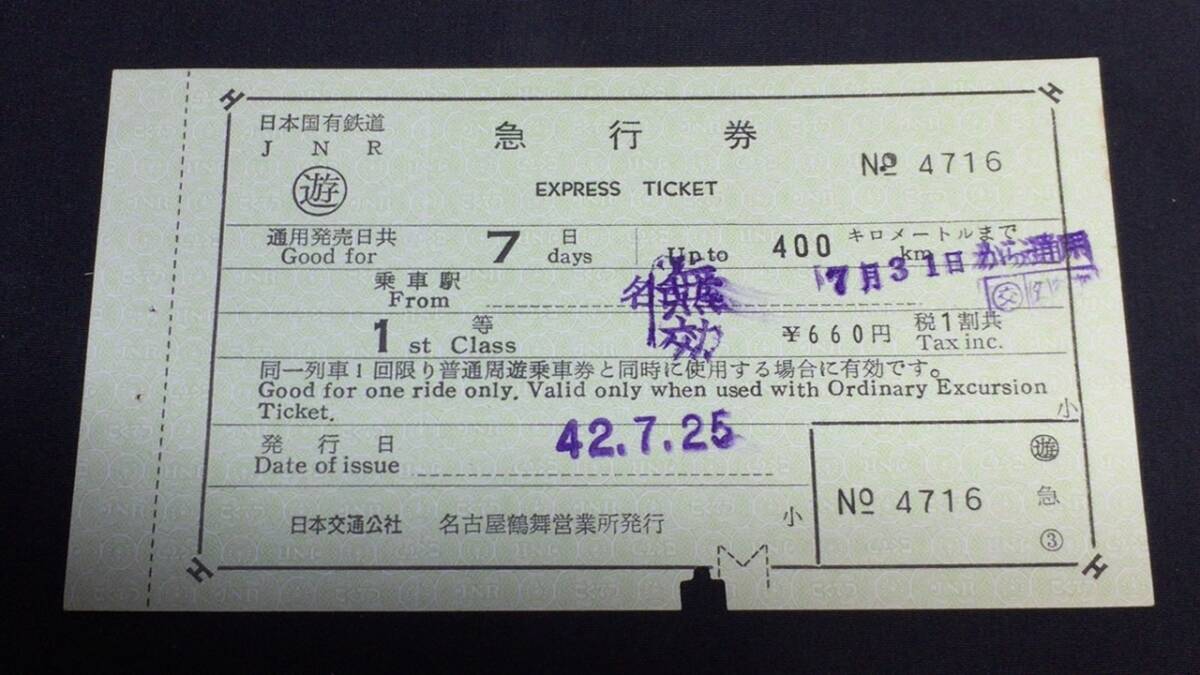 日本国有鉄道
JNR
遊
急行券
EXPRESS TICKET
No 4716
通用発売日共 7 日
Good for days
Up to 400 キロメートルまで
km
7月31日から通用
乗車駅
From 名古屋
無効
交
1 等
st Class
¥660円
税1割共
Tax inc.
同一列車1回限り普通周遊乗車券と同時に使用する場合に有効です。
Good for one ride only. Valid only when used with Ordinary Excursion
Ticket.
小
発行日 42.7.25
Date of issue
日本交通公社 名古屋鶴舞営業所発行
小
遊
No 4716
急
3